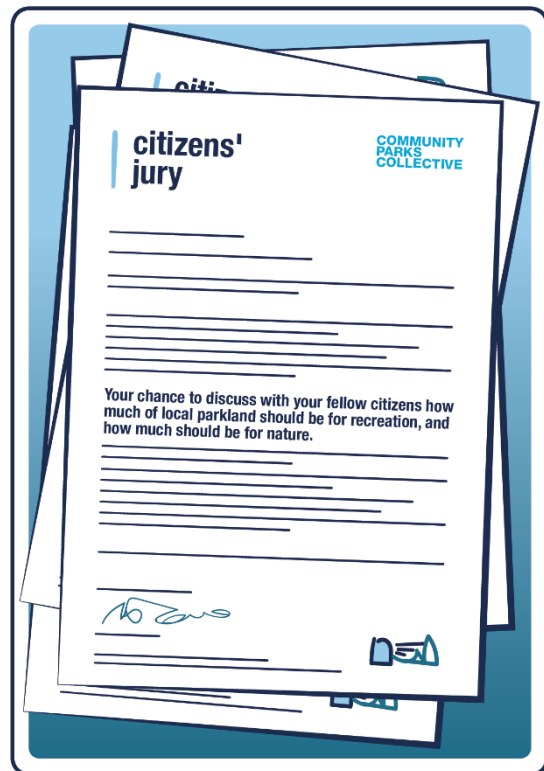 citizens'
jury
COMMUNITY
PARKS
COLLECTIVE
Your chance to discuss with your fellow citizens how
much of local parkland should be for recreation, and
how much should be for nature.